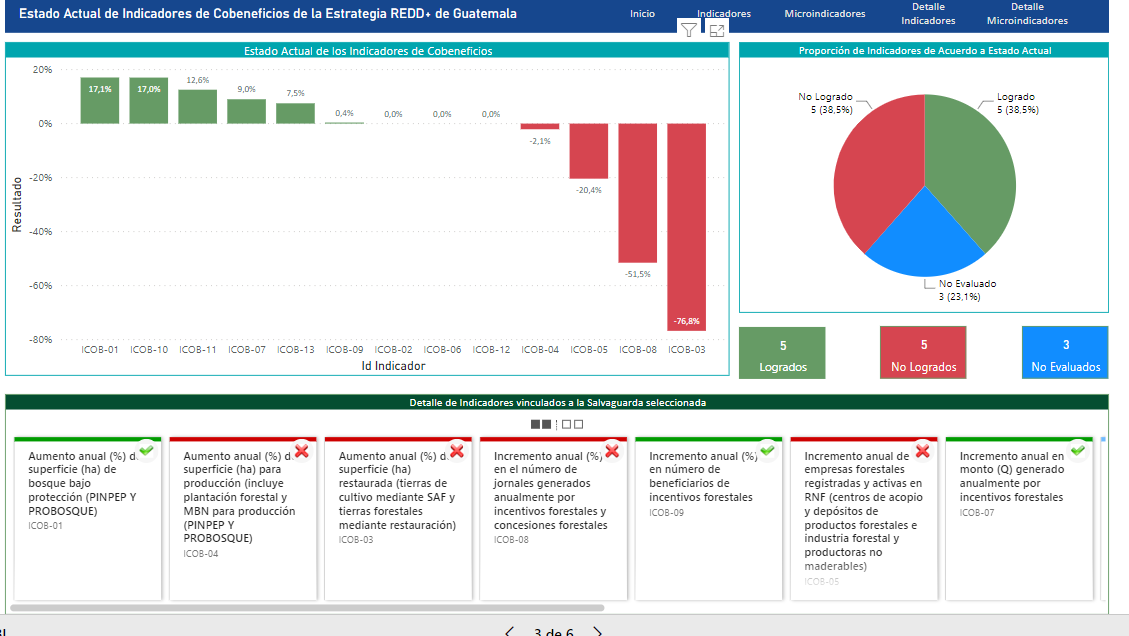 Estado Actual de Indicadores de Cobeneficios de la Estrategia REDD+ de Guatemala
Inicio
Indicadores
Microindicadores
Detalle
Indicadores
Detalle
Microindicadores
Estado Actual de los Indicadores de Cobeneficios
20%
0%
-20%
-40%
-60%
-80%
Resultado
17,1%
17,0%
12,6%
9,0%
7,5%
0,4%
0,0%
0,0%
0,0%
-2,1%
-20,4%
-51,5%
-76,8%
ICOB-01 ICOB-10 ICOB-11 ICOB-07 ICOB-13 ICOB-09 ICOB-02 ICOB-06 ICOB-12 ICOB-04 ICOB-05 ICOB-08 ICOB-03
Id Indicador
Proporción de Indicadores de Acuerdo a Estado Actual
No Logrado
5 (38,5%)
Logrado
5 (38,5%)
No Evaluado
3 (23,1%)
5
Logrados
5
No Logrados
3
No Evaluados
Detalle de Indicadores vinculados a la Salvaguarda seleccionada
Aumento anual (%) d
superficie (ha) de
bosque bajo
protección (PINPEP Y
PROBOSQUE)
ICOB-01
Aumento anual (%) d
superficie (ha) para
producción (incluye
plantación forestal y
MBN para producción
(PINPEP Y
PROBOSQUE)
ICOB-04
Aumento anual (%) d
superficie (ha)
restaurada (tierras de
cultivo mediante SAF y
tierras forestales
mediante restauración)
ICOB-03
Incremento anual (%)
en el número de
jornales generados
anualmente por
incentivos forestales y
concesiones forestales
ICOB-08
Incremento anual (%)
en número de
beneficiarios de
incentivos forestales
ICOB-09
Incremento anual de
empresas forestales
registradas y activas en
RNF (centros de acopio
y depósitos de
productos forestales e
industria forestal y
productoras no
maderables)
ICOB-05
Incremento anual en
monto (Q) generado
anualmente por
incentivos forestales
ICOB-07
3 de 6